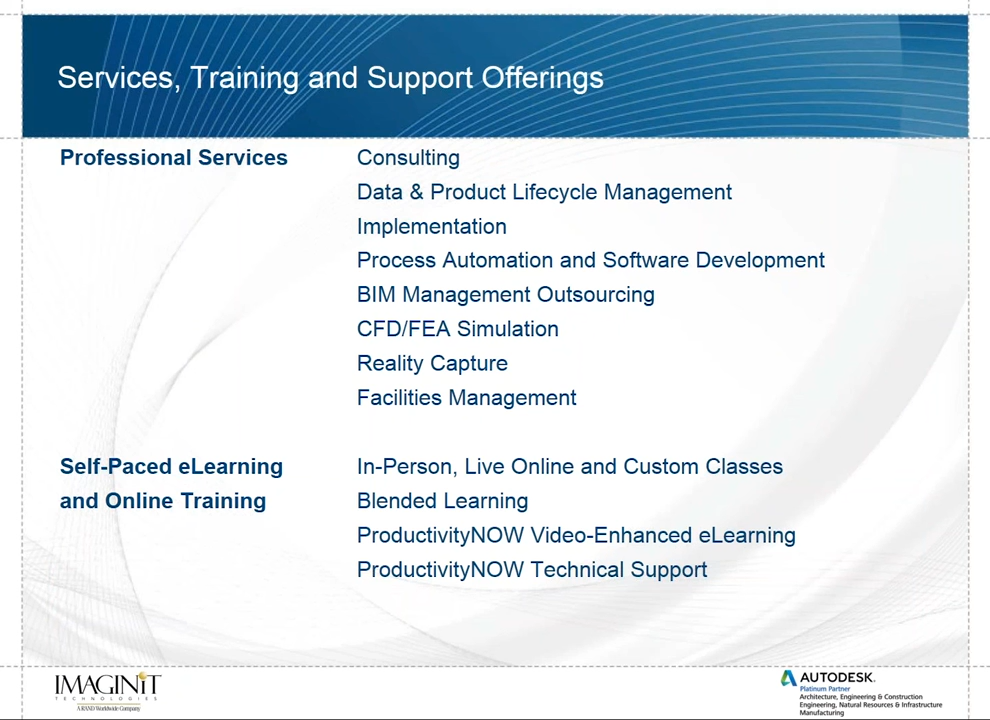 Services, Training and Support Offerings
Professional Services
Consulting
Data & Product Lifecycle Management
Implementation
Process Automation and Software Development
BIM Management Outsourcing
CFD/FEA Simulation
Reality Capture
Facilities Management
Self-Paced eLearning
and Online Training
In-Person, Live Online and Custom Classes
Blended Learning
ProductivityNOW Video-Enhanced eLearning
ProductivityNOW Technical Support
IMAGINiT
TECHNOLOGIES
A RAND Worldwide Company
AUTODESK.
Platinum Partner
Architecture, Engineering & Construction
Engineering, Natural Resources & Infrastructure
Manufacturing